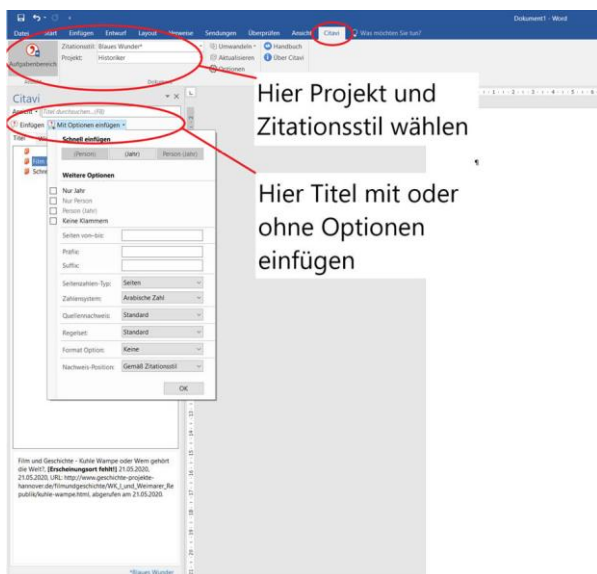 Dokument1 - Word
Datei Start Einfügen Entwurf Layout Verweise Sendungen Überprüfen Ansicht Citavi Was möchten Sie tun?
Zitationsstil: Blaues Wunder*
Projekt: Historiker
Umwandeln
Aktualisieren
Optionen
Handbuch
Über Citavi
Aufgabenbereich
Citavi
Hier Projekt und
Zitationsstil wählen
Ansicht
durchsuchen...(F8)
Einfügen Mit Optionen einfügen
Titel
Schnell einfügen
(Person) (Jahr) Person (Jahr)
Film
Schre
Weitere Optionen
Nur Jahr
Nur Person
Person (Jahr)
Keine Klammern
Seiten von-bis:
Präfix:
Suffix:
Seitenzahlen-Typ: Seiten
Zahlensystem: Arabische Zahl
Quellennachweis: Standard
Regelset: Standard
Format Option: Keine
Nachweis-Position: Gemäß Zitationsstil
OK
Hier Titel mit oder
ohne Optionen
einfügen
Film und Geschichte - Kuhle Wampe oder Wem gehört
die Welt?, [Erscheinungsort fehlt!] 21.05.2020,
21.05.2020, URL: http://www.geschichte-projekte-
hannover.de/filmundgeschichte/WK_I_und_Weimarer_Re
publik/kuhle-wampe.html, abgerufen am 21.05.2020.
*Blaues Wunder